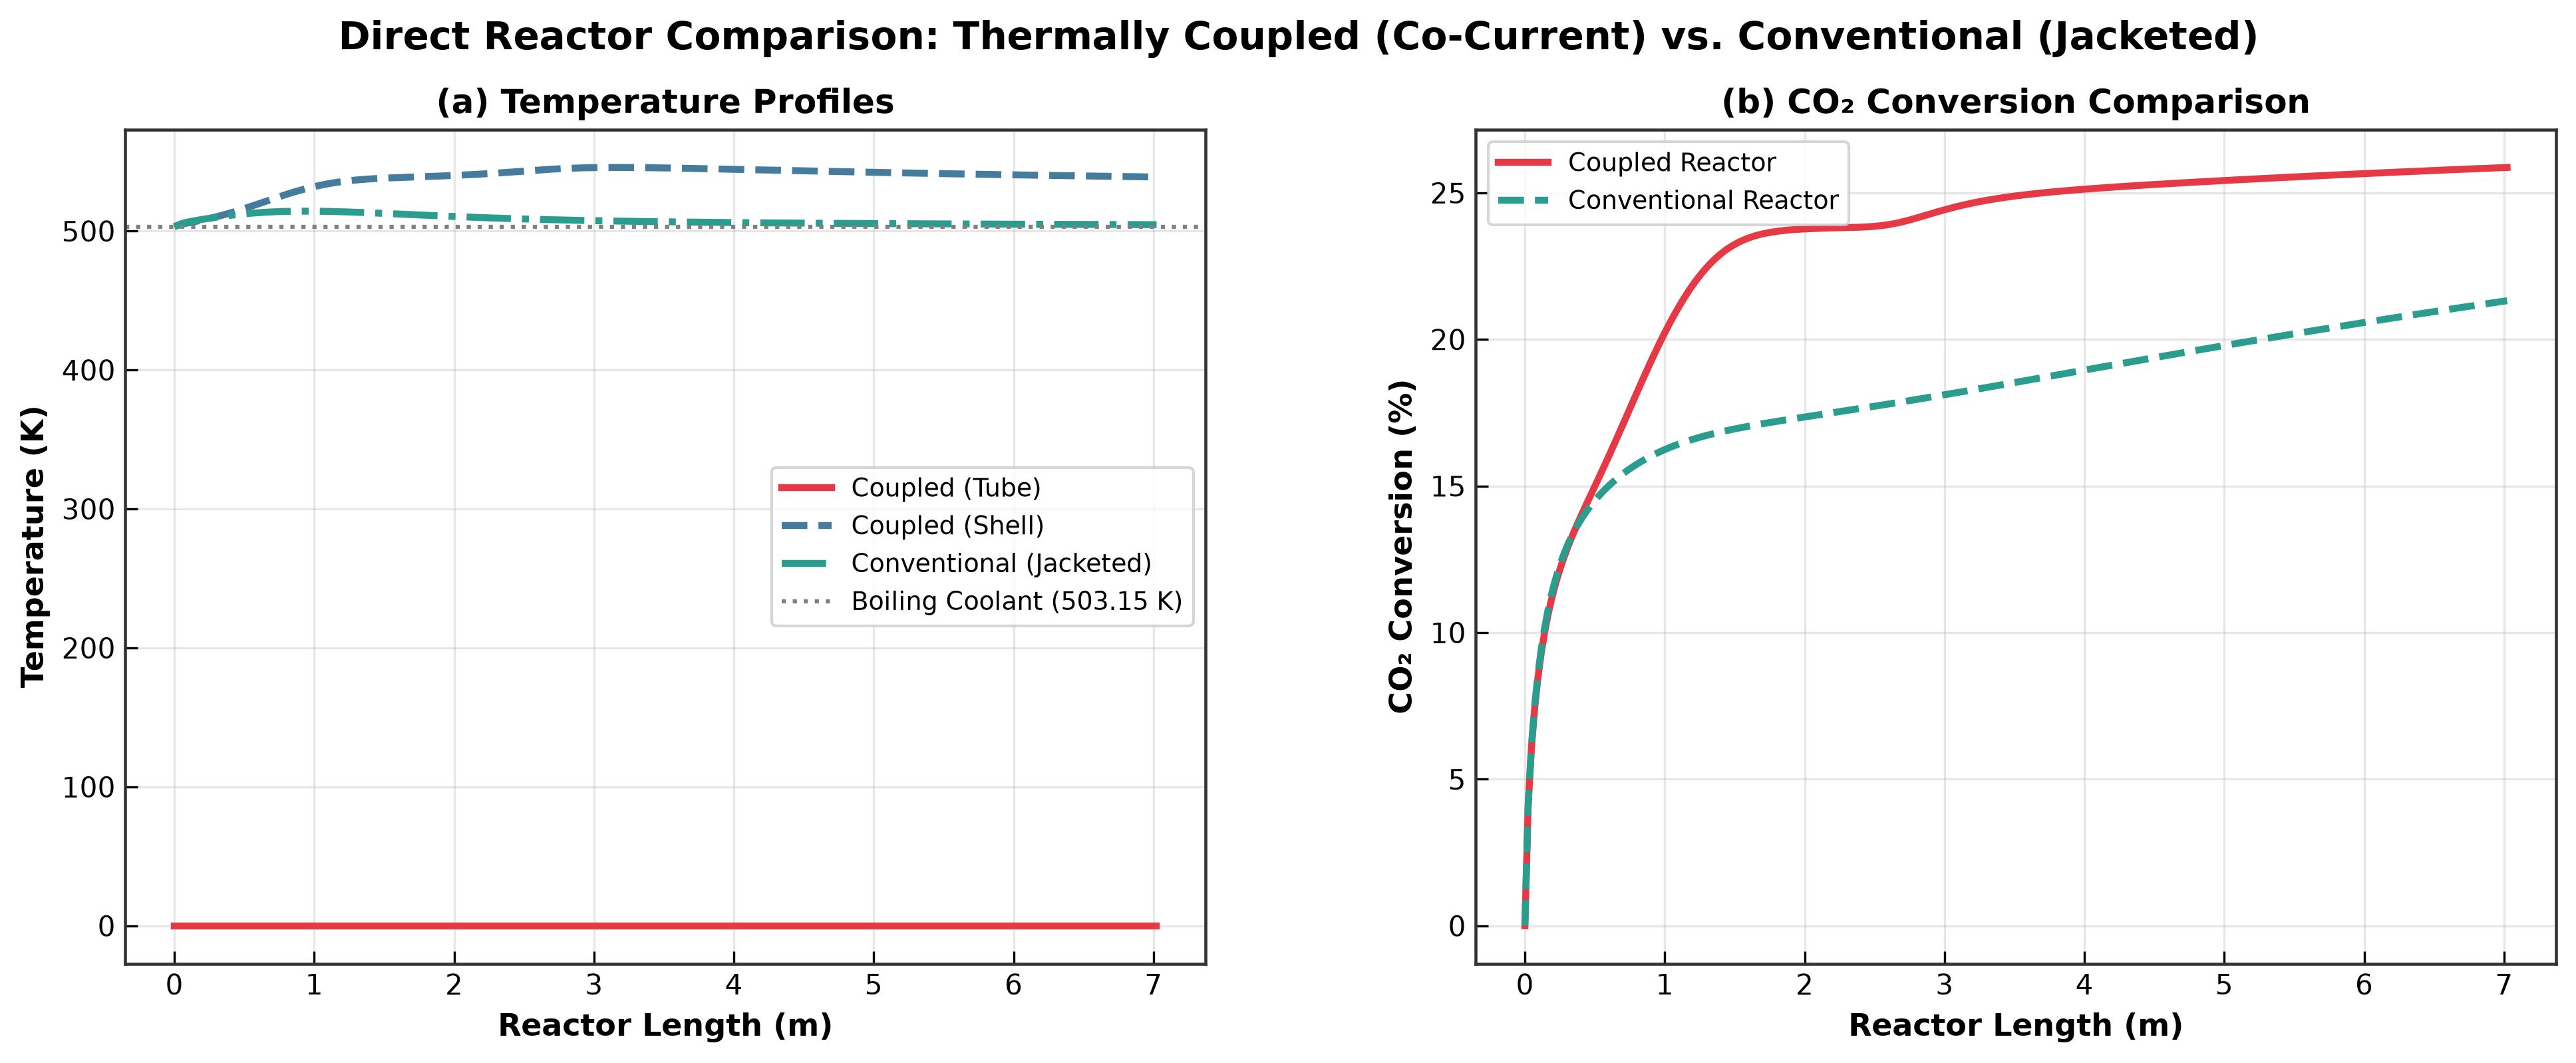 Direct Reactor Comparison: Thermally Coupled (Co-Current) vs. Conventional (Jacketed)
(a) Temperature Profiles
Temperature (K)
500
400
300
200
100
0
Coupled (Tube)
Coupled (Shell)
Conventional (Jacketed)
Boiling Coolant (503.15 K)
0 1 2 3 4 5 6 7
Reactor Length (m)
(b) CO₂ Conversion Comparison
CO₂ Conversion (%)
25
20
15
10
5
0
Coupled Reactor
Conventional Reactor
0 1 2 3 4 5 6 7
Reactor Length (m)